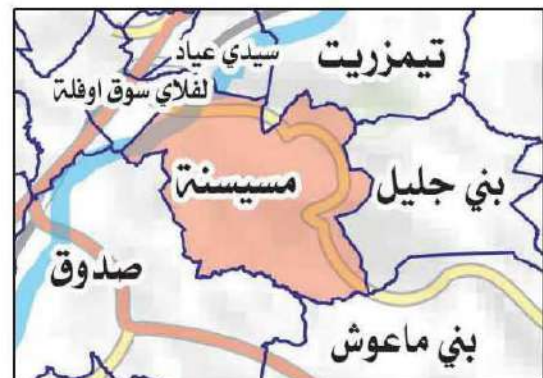 سيدي عياد
تيمزريت
لفلاي سوق اوفلة
مسيسنة
بني جليل
صدوق
بني ماعوش